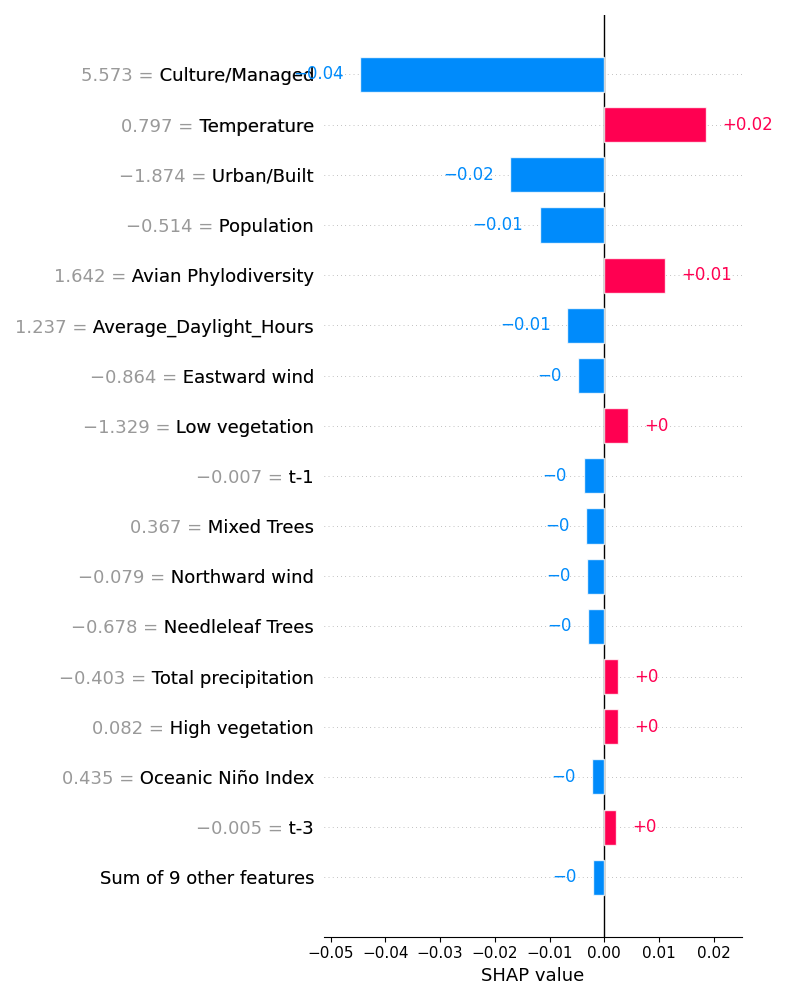 5.573 = Culture/Managed −0.04
0.797 = Temperature +0.02
−1.874 = Urban/Built −0.02
−0.514 = Population −0.01
1.642 = Avian Phylodiversity +0.01
1.237 = Average_Daylight_Hours −0.01
−0.864 = Eastward wind −0
−1.329 = Low vegetation +0
−0.007 = t-1 −0
0.367 = Mixed Trees −0
−0.079 = Northward wind −0
−0.678 = Needleleaf Trees −0
−0.403 = Total precipitation +0
0.082 = High vegetation +0
0.435 = Oceanic Niño Index −0
−0.005 = t-3 +0
Sum of 9 other features −0
−0.05 −0.04 −0.03 −0.02 −0.01 0.00 0.01 0.02
SHAP value